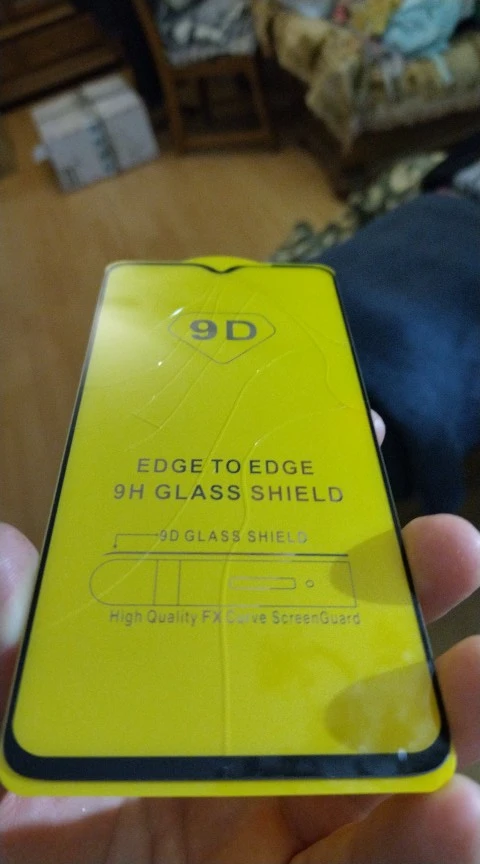 9D
EDGE TO EDGE
9H GLASS SHIELD
9D GLASS SHIELD
High Quality FX Curve ScreenGuard